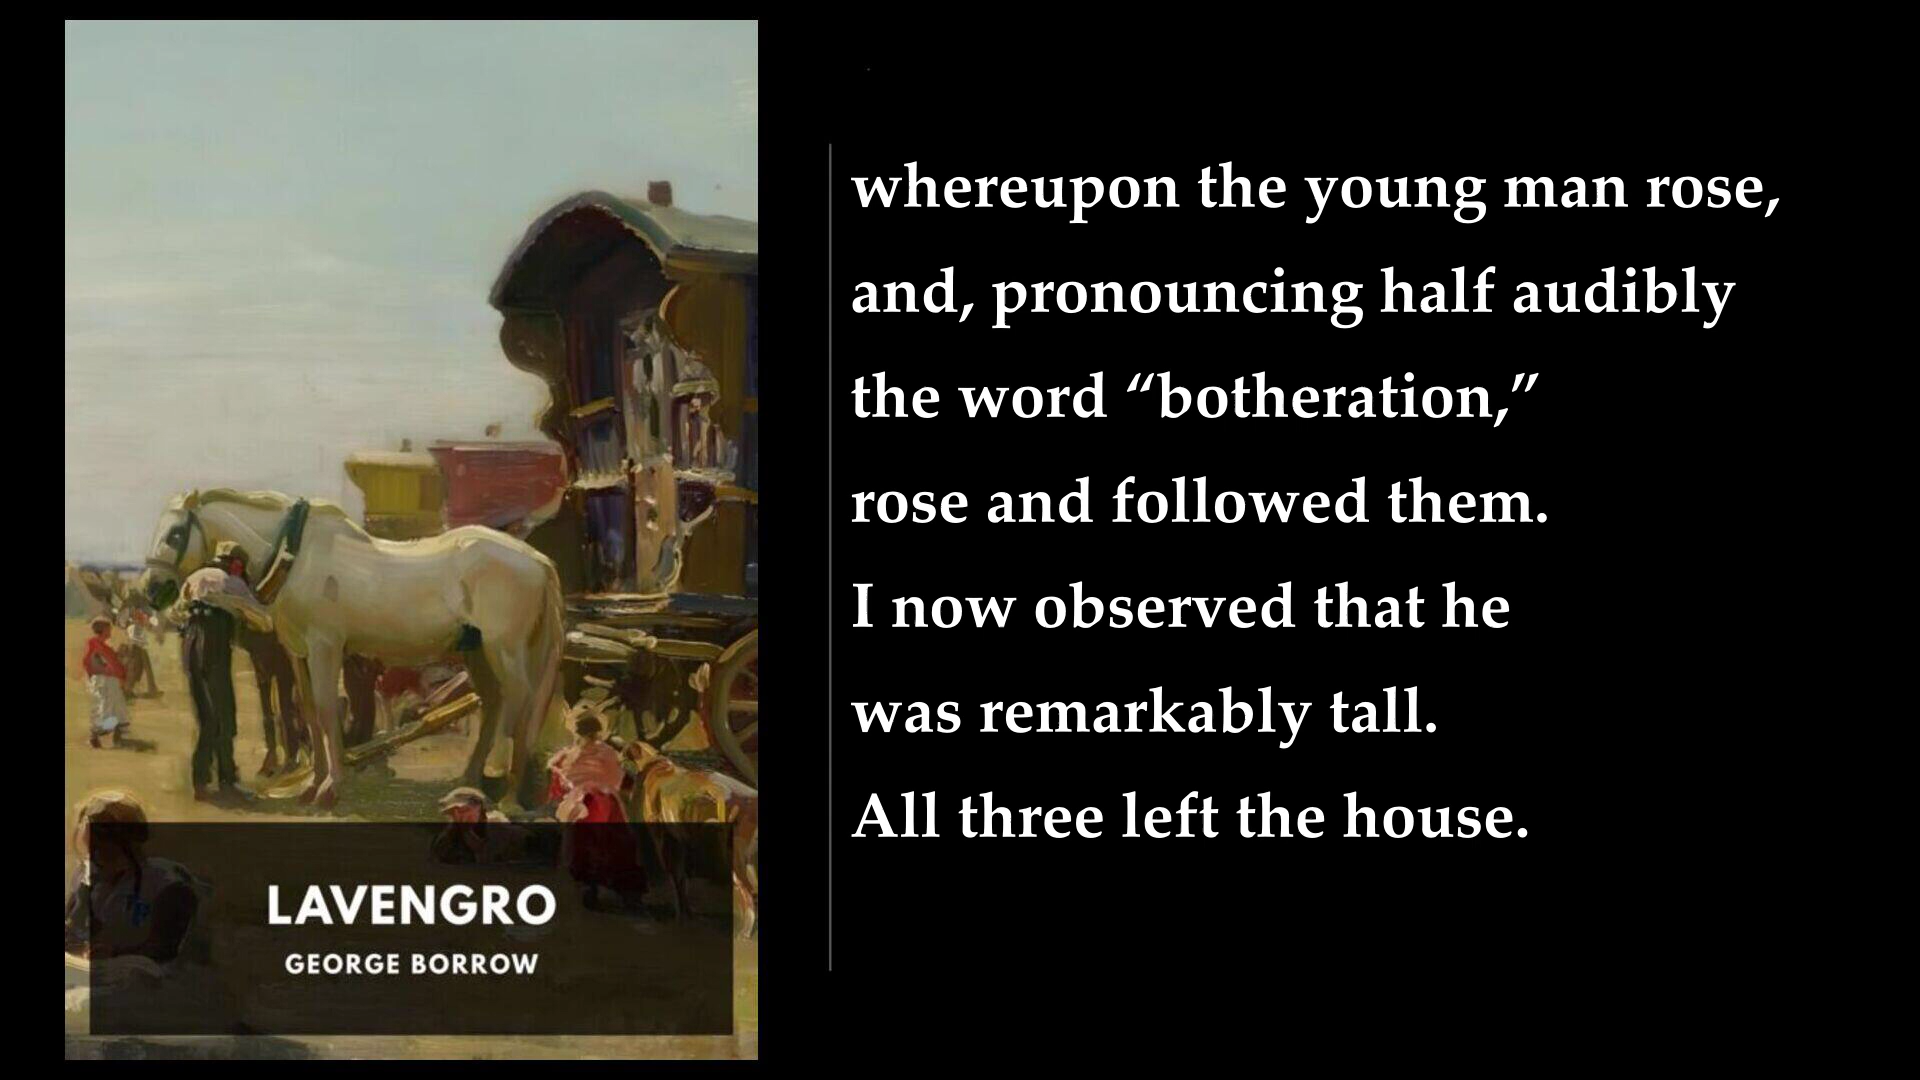 whereupon the young man rose,
and, pronouncing half audibly
the word “botheration,”
rose and followed them.
I now observed that he
was remarkably tall.
All three left the house.
LAVENGRO
GEORGE BORROW